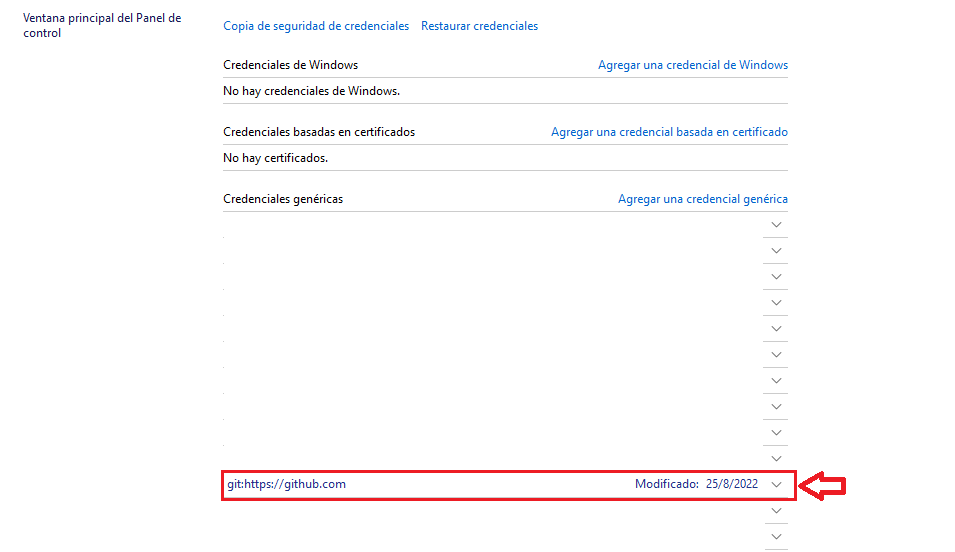 Ventana principal del Panel de
control
Copia de seguridad de credenciales Restaurar credenciales
Credenciales de Windows Agregar una credencial de Windows
No hay credenciales de Windows.
Credenciales basadas en certificados Agregar una credencial basada en certificado
No hay certificados.
Credenciales genéricas Agregar una credencial genérica
git:https://github.com Modificado: 25/8/2022